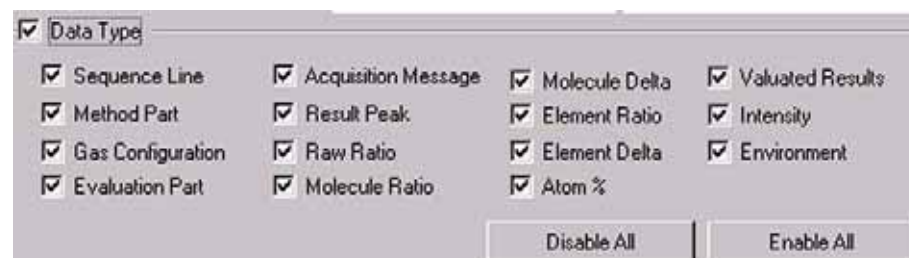 Data Type
Sequence Line
Acquisition Message
Molecule Delta
Valuated Results
Method Part
Result Peak
Element Ratio
Intensity
Gas Configuration
Raw Ratio
Element Delta
Environment
Evaluation Part
Molecule Ratio
Atom %
Disable All
Enable All